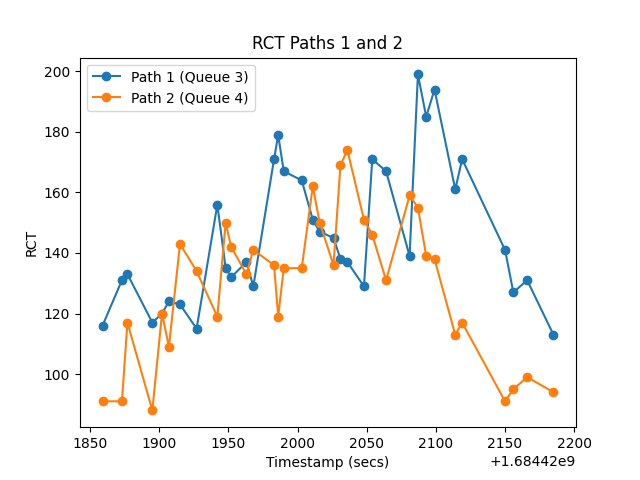 RCT Paths 1 and 2
Path 1 (Queue 3)
Path 2 (Queue 4)
RCT
200
180
160
140
120
100
1850 1900 1950 2000 2050 2100 2150 2200
Timestamp (secs)
+1.68442e9